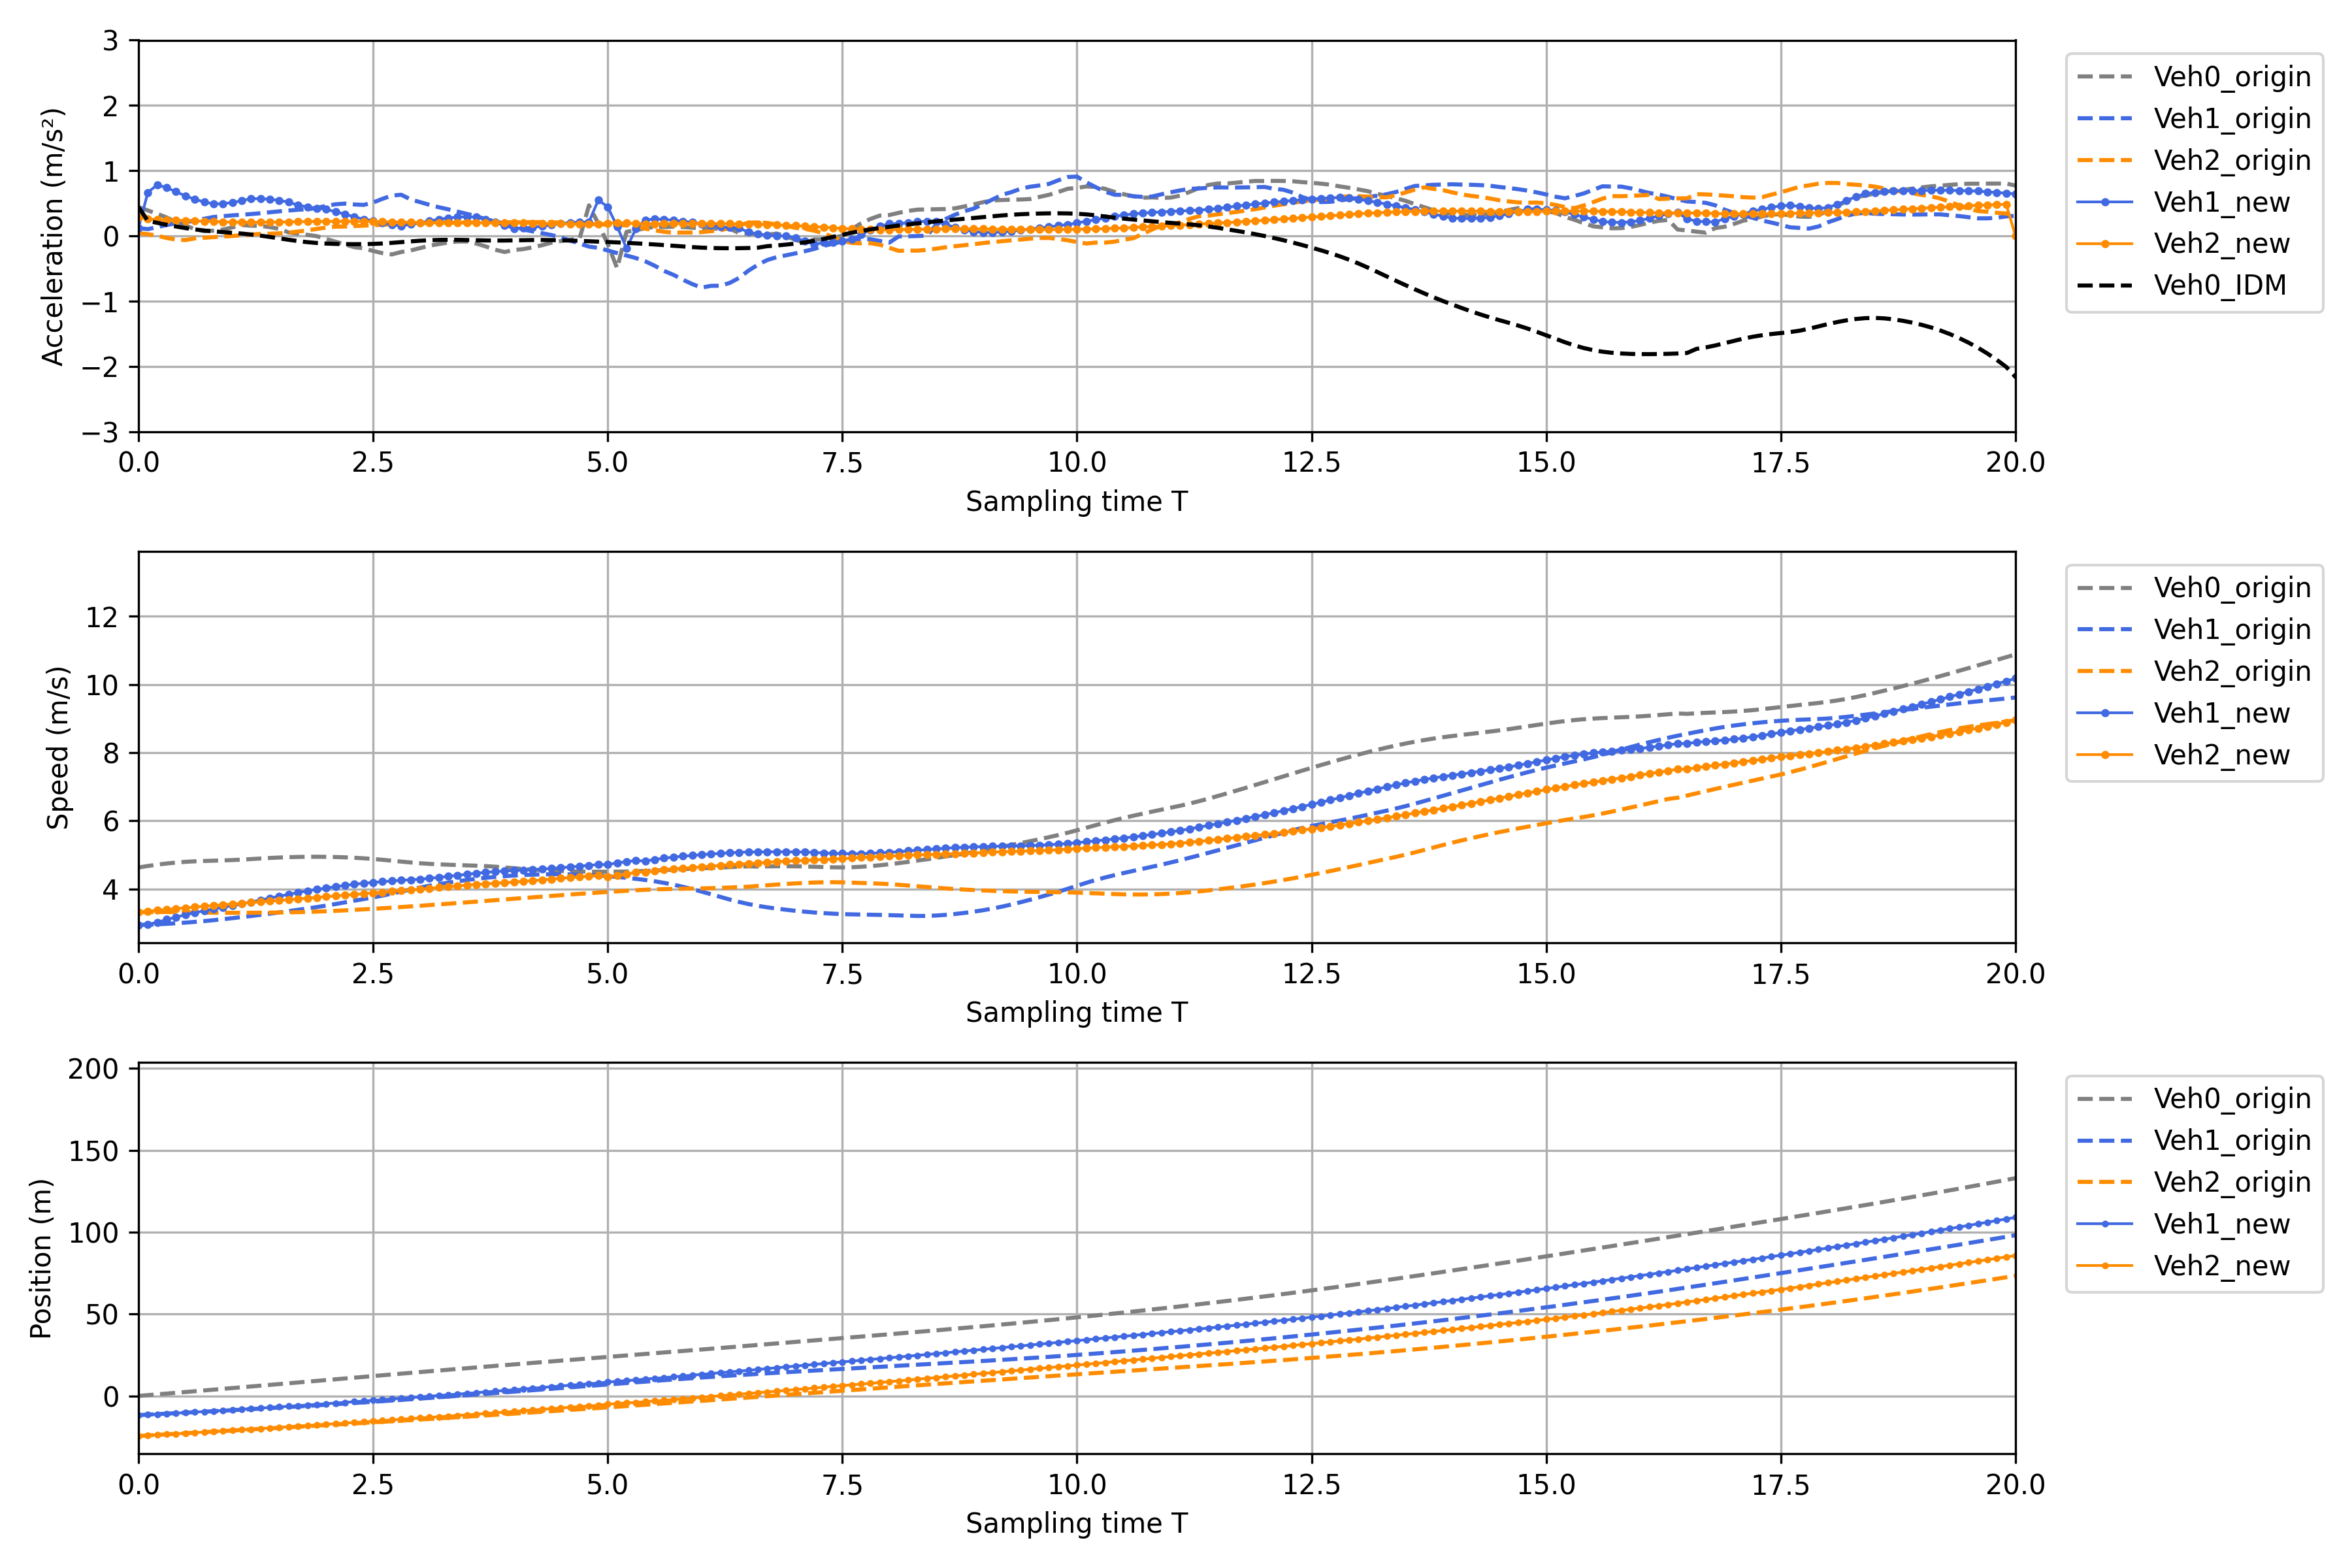 3
2
1
0
−1
−2
−3
Acceleration (m/s²)
0.0 2.5 5.0 7.5 10.0 12.5 15.0 17.5 20.0
Sampling time T
Veh0_origin
Veh1_origin
Veh2_origin
Veh1_new
Veh2_new
Veh0_IDM
12
10
8
6
4
Speed (m/s)
0.0 2.5 5.0 7.5 10.0 12.5 15.0 17.5 20.0
Sampling time T
Veh0_origin
Veh1_origin
Veh2_origin
Veh1_new
Veh2_new
200
150
100
50
0
Position (m)
0.0 2.5 5.0 7.5 10.0 12.5 15.0 17.5 20.0
Sampling time T
Veh0_origin
Veh1_origin
Veh2_origin
Veh1_new
Veh2_new